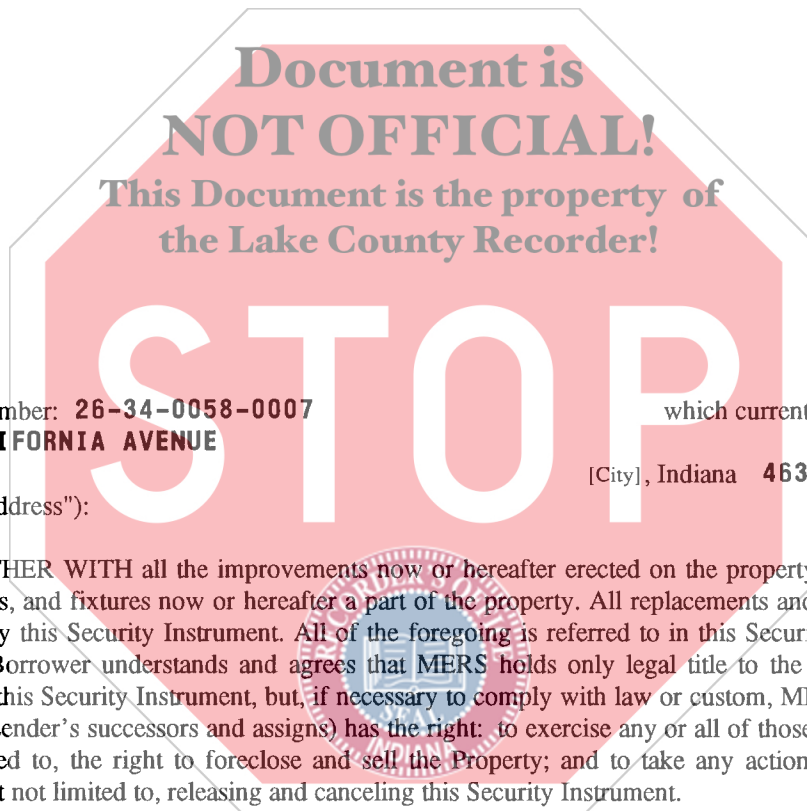 Document is
NOT OFFICIAL!
This Document is the property of
the Lake County Recorder!
STOP
mber: 26-34-0058-0007 which current
IFORNIA AVENUE
[City], Indiana 463
ddress"):
HER WITH all the improvements now or hereafter erected on the property
s, and fixtures now or hereafter a part of the property. All replacements and
y this Security Instrument. All of the foregoing is referred to in this Securi
Borrower understands and agrees that MERS holds only legal title to the
this Security Instrument, but, if necessary to comply with law or custom, ME
ender's successors and assigns) has the right: to exercise any or all of those
ed to, the right to foreclose and sell the Property; and to take any action
t not limited to, releasing and canceling this Security Instrument.
RECORDER'S OFFICE
SEAL
INDIANA